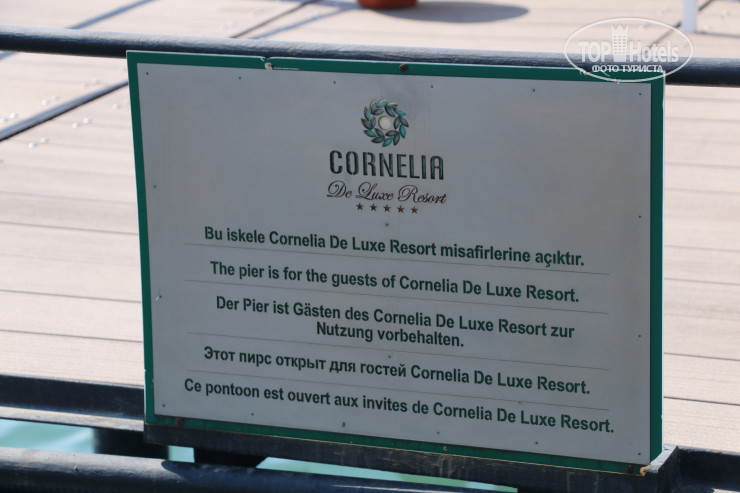 TOPHotels
ФОТО ТУРИСТА
CORNELIA
De Luxe Resort
★★★★★
Bu iskele Cornelia De Luxe Resort misafirlerine açıktır.
The pier is for the guests of Cornelia De Luxe Resort.
Der Pier ist Gästen des Cornelia De Luxe Resort zur
Nutzung vorbehalten.
Этот пирс открыт для гостей Cornelia De Luxe Resort.
Ce pontoon est ouvert aux invites de Cornelia De Luxe Resort.